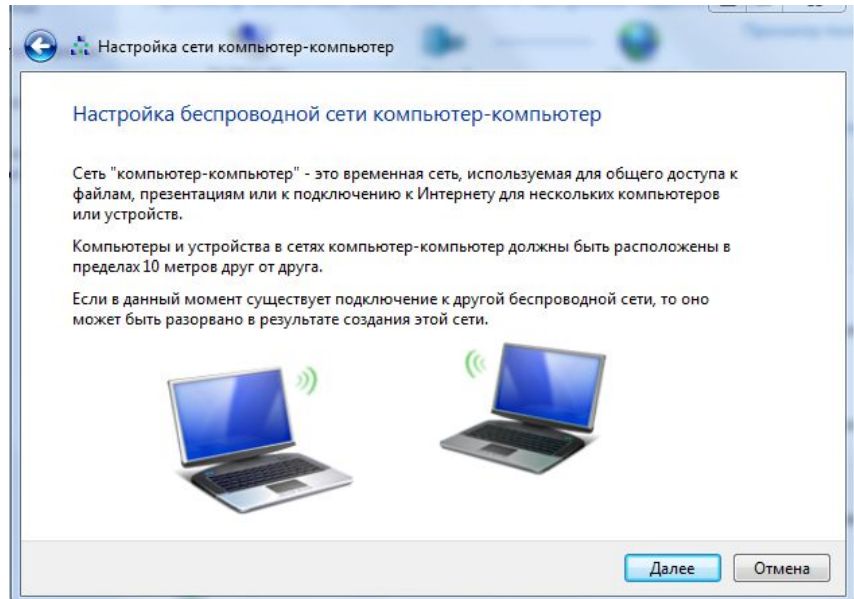 Настройка сети компьютер-компьютер
Настройка беспроводной сети компьютер-компьютер
Сеть "компьютер-компьютер" - это временная сеть, используемая для общего доступа к
файлам, презентациям или к подключению к Интернету для нескольких компьютеров
или устройств.
Компьютеры и устройства в сетях компьютер-компьютер должны быть расположены в
пределах 10 метров друг от друга.
Если в данный момент существует подключение к другой беспроводной сети, то оно
может быть разорвано в результате создания этой сети.
Далее Отмена